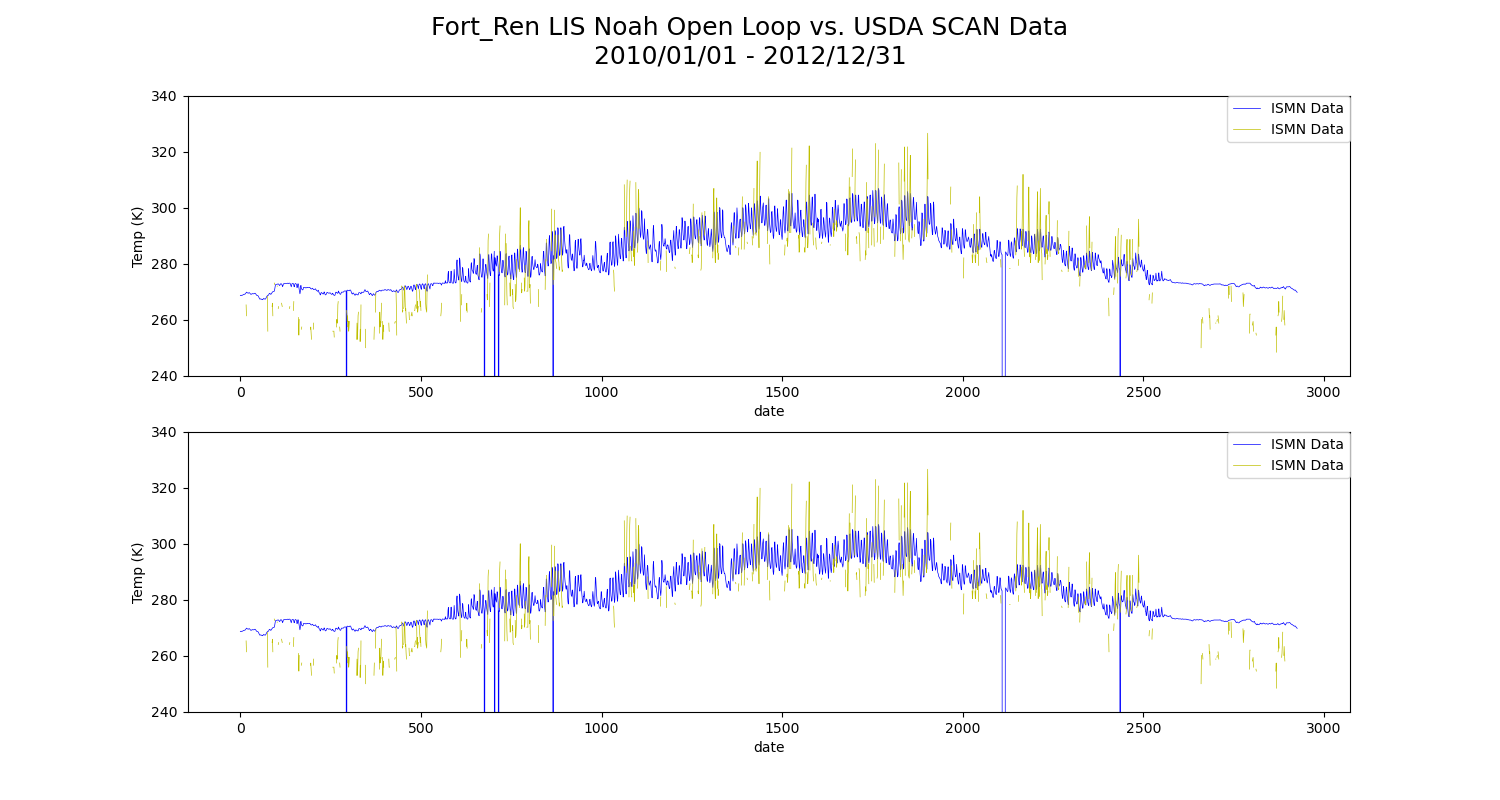 Fort_Ren LIS Noah Open Loop vs. USDA SCAN Data
2010/01/01 - 2012/12/31
340
320
300
280
260
240
Temp (K)
ISMN Data
ISMN Data
0 500 1000 1500 2000 2500 3000
date
340
320
300
280
260
240
Temp (K)
ISMN Data
ISMN Data
0 500 1000 1500 2000 2500 3000
date